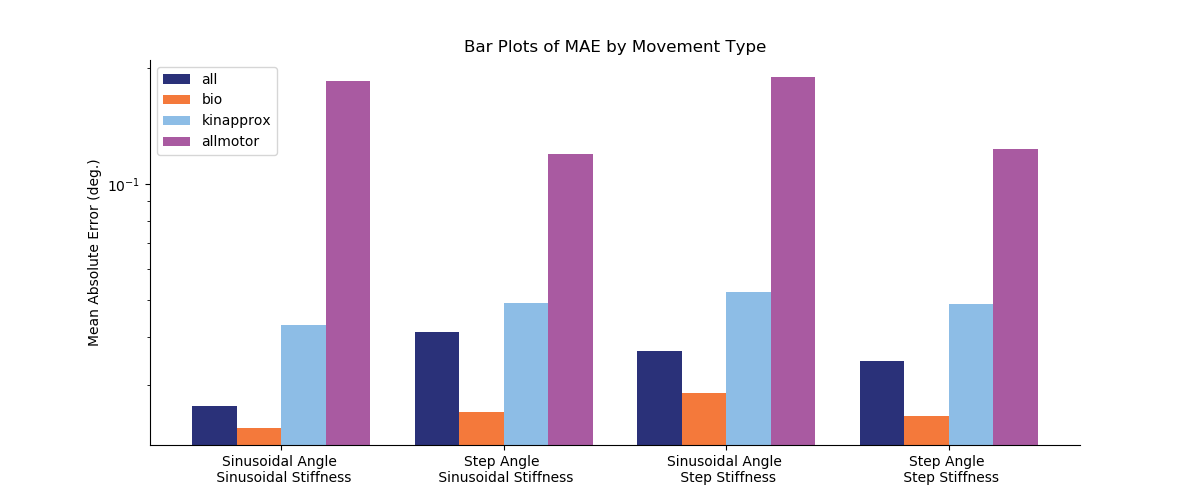 Bar Plots of MAE by Movement Type
all
bio
kinapprox
allmotor
Mean Absolute Error (deg.)
10⁻¹
Sinusoidal Angle
Sinusoidal Stiffness
Step Angle
Sinusoidal Stiffness
Sinusoidal Angle
Step Stiffness
Step Angle
Step Stiffness